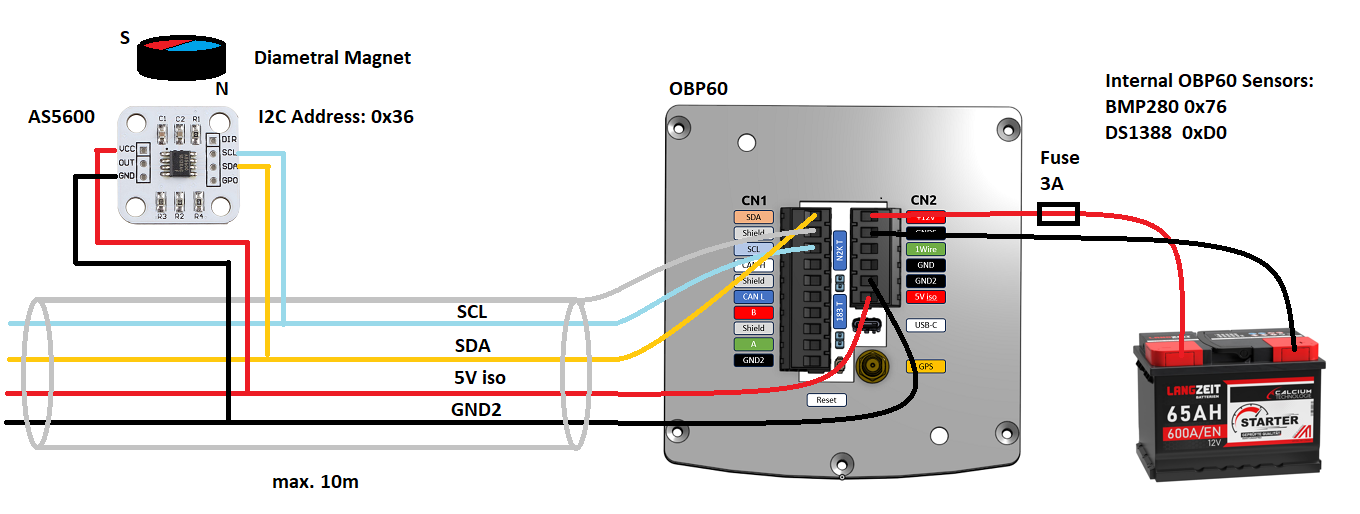 S
Diametral Magnet
N
AS5600
I2C Address: 0x36
C1 C2 R1
VCC
OUT
GND
DIR
SCL
SDA
GPO
R3 R2 R4
SCL
SDA
5V iso
GND2
max. 10m
OBP60
CN1
SDA
Shield
SCL
CAN H
Shield
CAN L
B
Shield
A
GND2
N2K T
183 T
CN2
+12V
1Wire
GND
GND2
5V iso
USB-C
GPS
Reset
Fuse
3A
Internal OBP60 Sensors:
BMP280 0x76
DS1388 0xD0
LANGZEIT
BATTERIEN
65AH
600A/EN
12V
CALCIUM
TECHNOLOGIE
STARTER